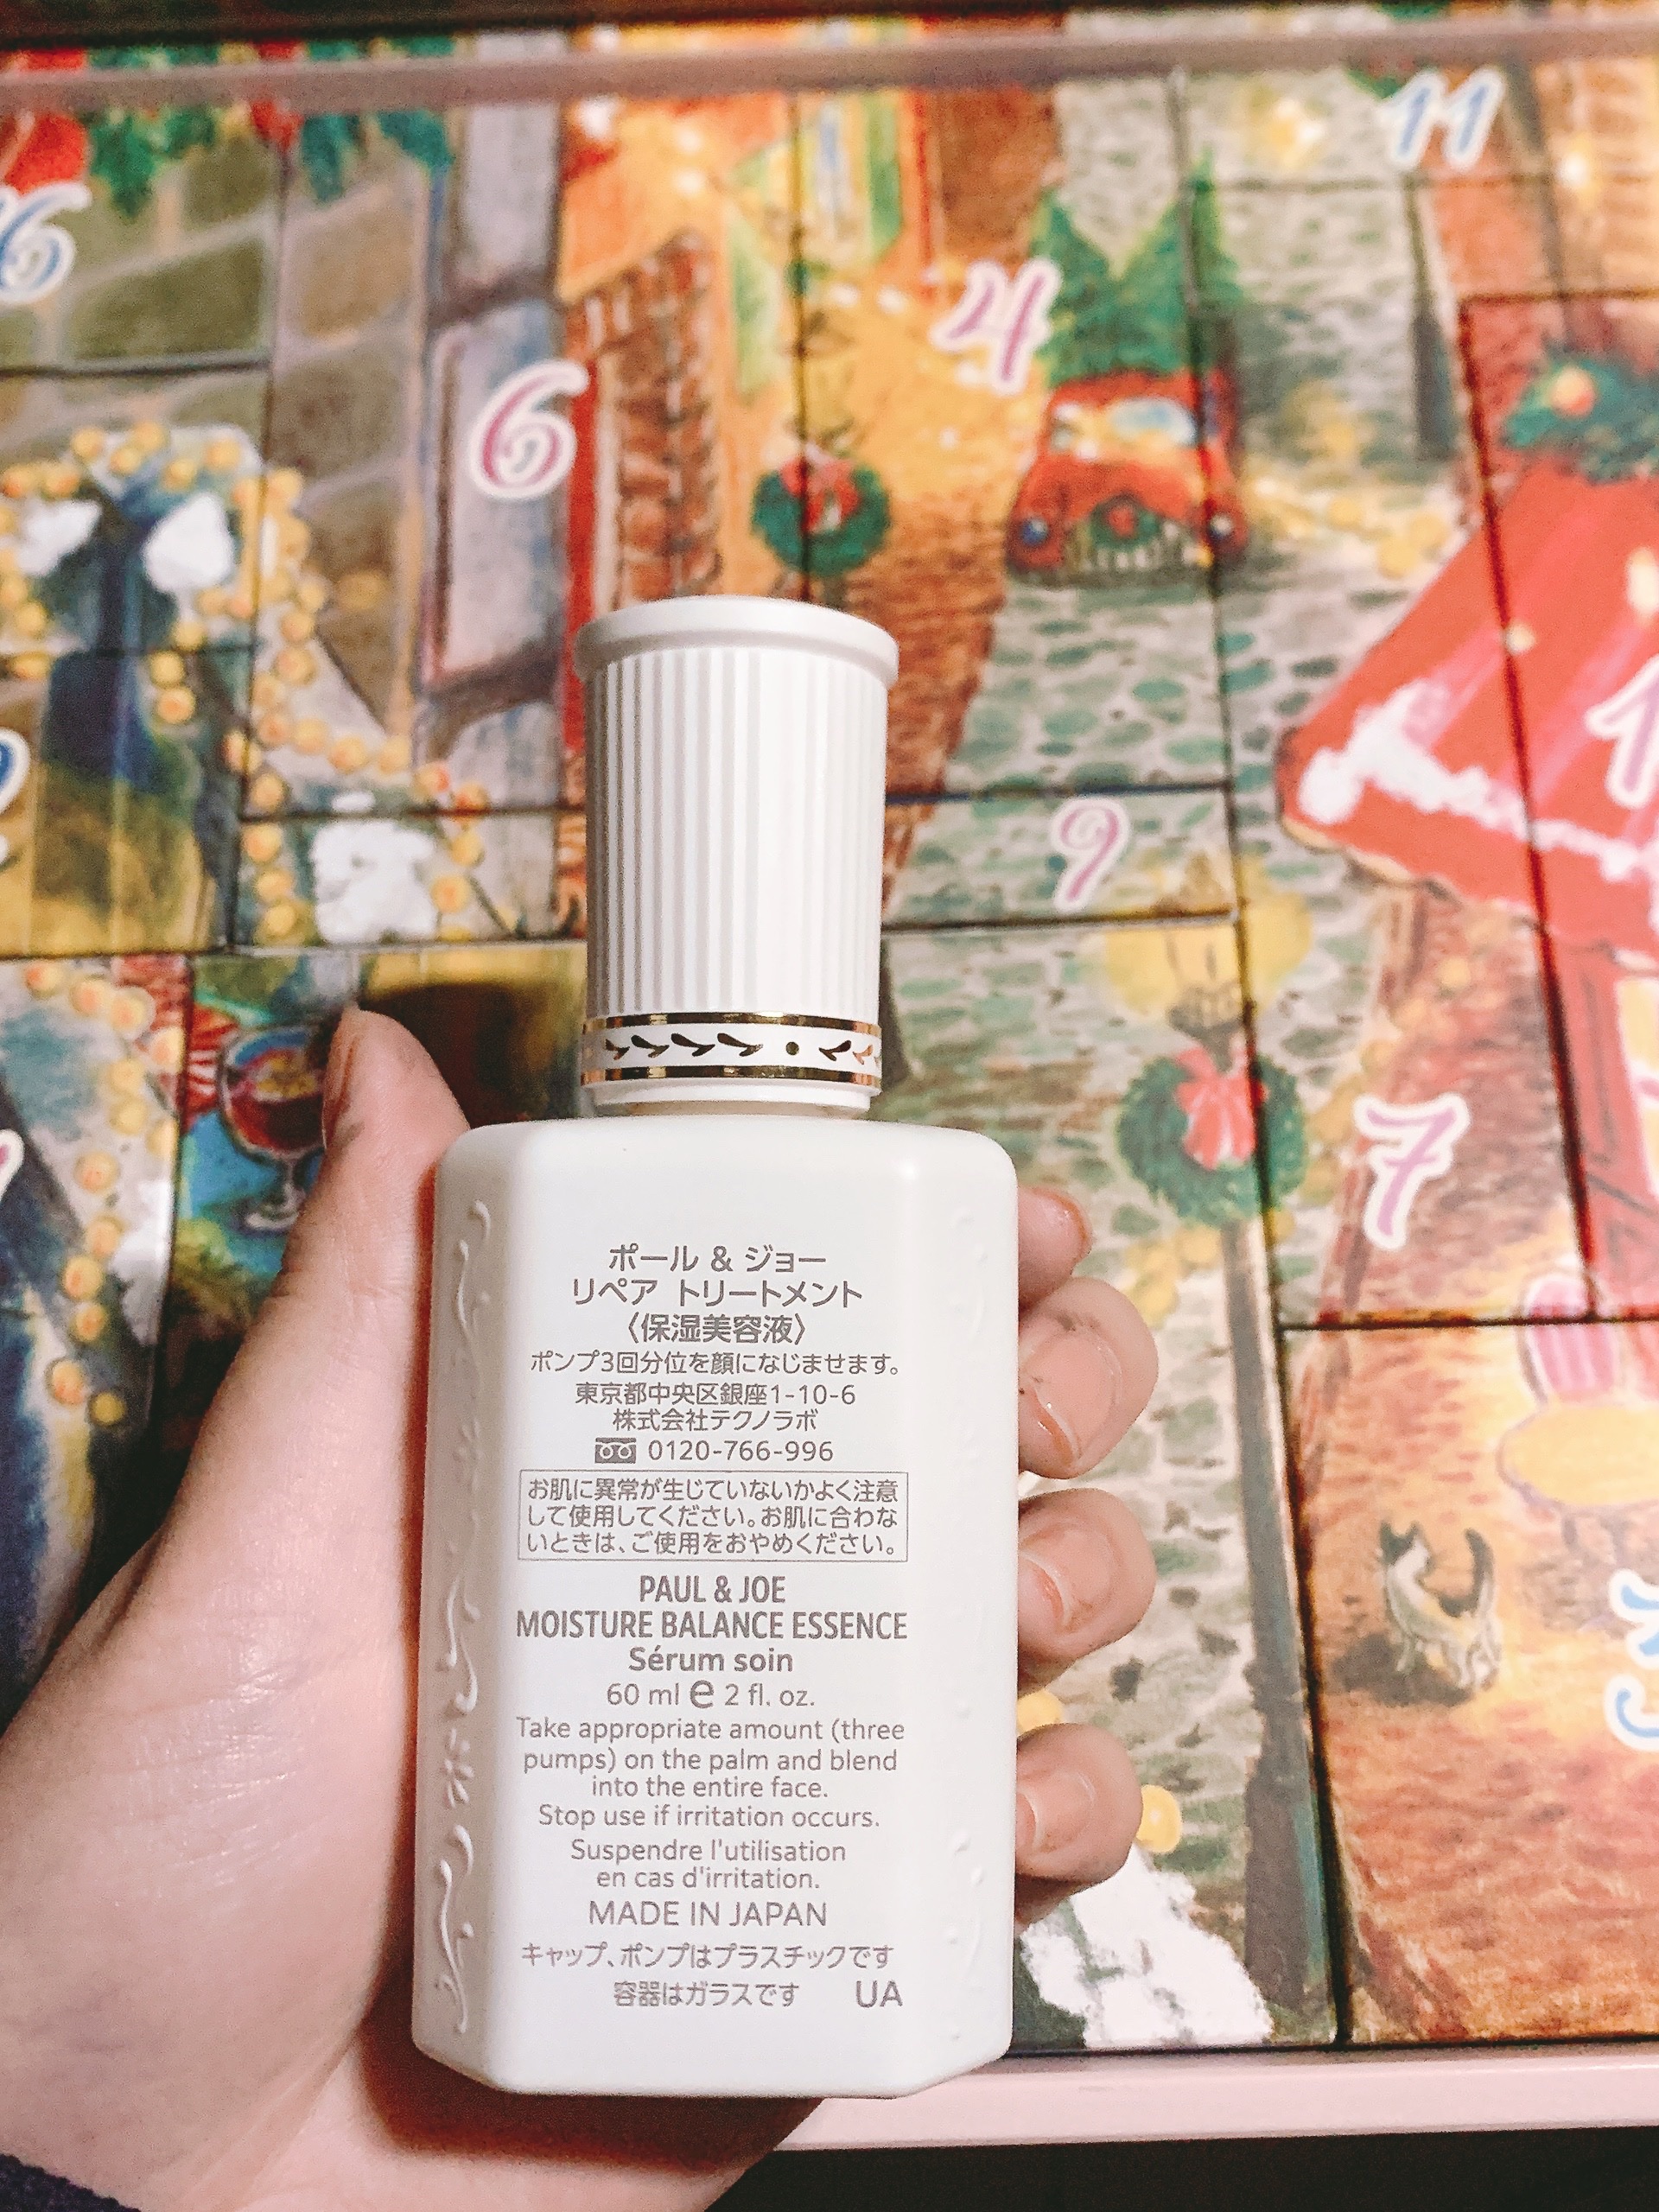 16
11
4
6
9
7
ポール & ジョー
リペア トリートメント
〈保湿美容液〉
ポンプ3回分位を顔になじませます。
東京都中央区銀座1-10-6
株式会社テクノラボ
0120-766-996
お肌に異常が生じていないかよく注意
して使用してください。お肌に合わな
いときは、ご使用をおやめください。
PAUL & JOE
MOISTURE BALANCE ESSENCE
Sérum soin
60 ml e 2 fl. oz.
Take appropriate amount (three
pumps) on the palm and blend
into the entire face.
Stop use if irritation occurs.
Suspendre l'utilisation
en cas d'irritation.
MADE IN JAPAN
キャップ、ポンプはプラスチックです
容器はガラスです UA